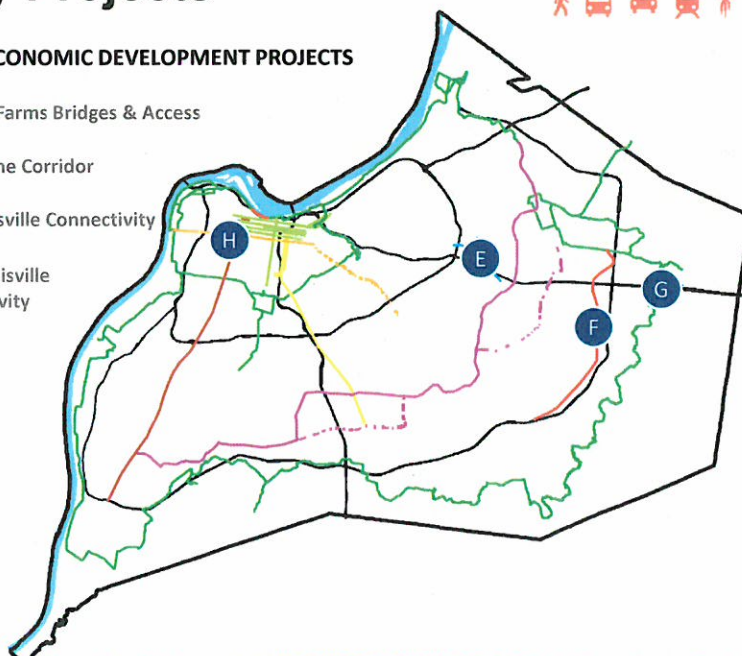 CONOMIC DEVELOPMENT PROJECTS
Farms Bridges & Access
ne Corridor
sville Connectivity
isville
vity
H
E
G
F